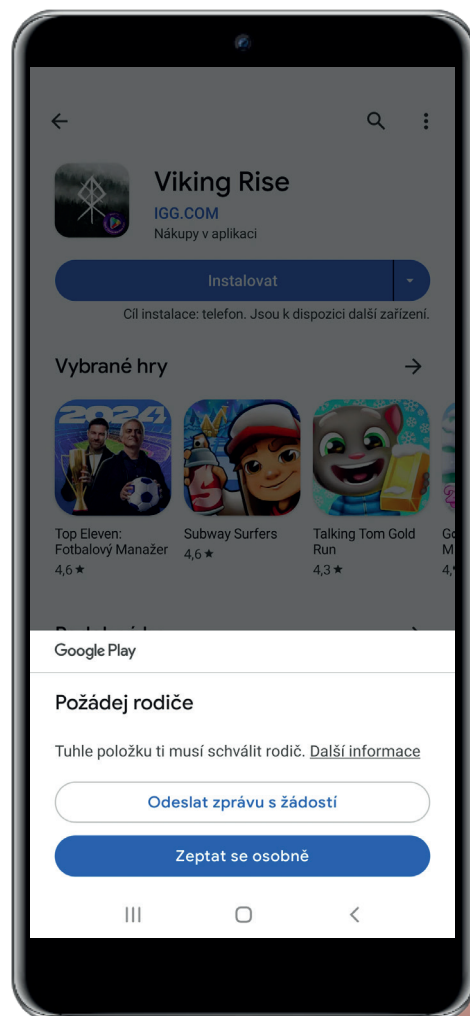 Viking Rise
IGG.COM
Nákupy v aplikaci
Instalovat
Cíl instalace: telefon. Jsou k dispozici další zařízení.
Vybrané hry
2024
Top Eleven:
Fotbalový Manažer
4,6 ★
Subway Surfers
4,6 ★
Talking Tom Gold
Run
4,3 ★
Google Play
Požádej rodiče
Tuhle položku ti musí schválit rodič. Další informace
Odeslat zprávu s žádostí
Zeptat se osobně